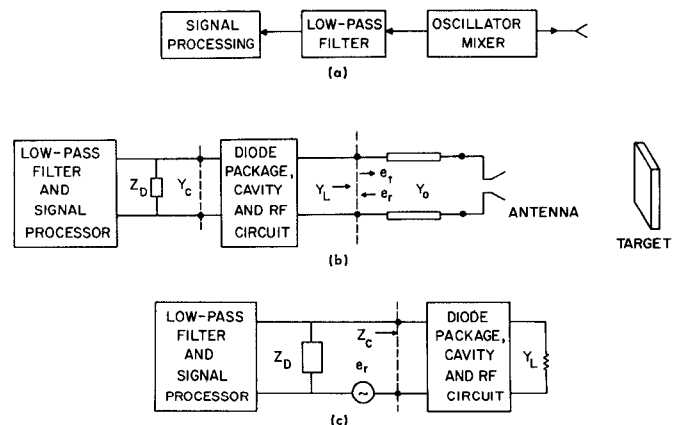 SIGNAL
PROCESSING
LOW-PASS
FILTER
OSCILLATOR
MIXER
(a)
LOW-PASS
FILTER
AND
SIGNAL
PROCESSOR
Z_D
Y_c
DIODE
PACKAGE,
CAVITY
AND RF
CIRCUIT
Y_L
e_t
e_r
Y_o
ANTENNA
TARGET
(b)
LOW-PASS
FILTER
AND
SIGNAL
PROCESSOR
Z_D
e_r
Z_c
DIODE
PACKAGE,
CAVITY
AND RF
CIRCUIT
Y_L
(c)